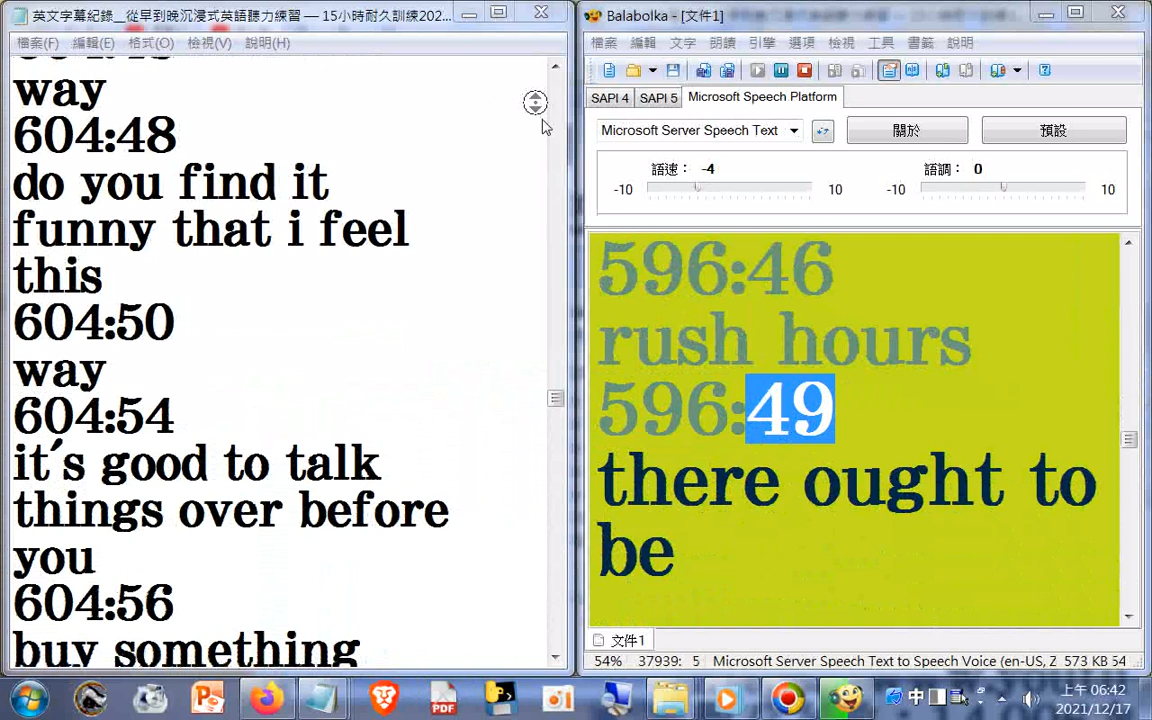 英文字幕紀錄__從早到晚沉浸式英語聽力練習 — 15小時耐久訓練202...
檔案(F) 編輯(E) 格式(O) 檢視(V) 說明(H)
way
604:48
do you find it
funny that i feel
this
604:50
way
604:54
it's good to talk
things over before
you
604:56
buy something
Balabolka - [文件1]
檔案 編輯 文字 朗讀 引擎 選項 檢視 工具 書籤 說明
SAPI 4 SAPI 5 Microsoft Speech Platform
Microsoft Server Speech Text 關於 預設
語速: -4 語調: 0
-10 10 -10 10
596:46
rush hours
596:49
there ought to
be
文件1
54% 37939: 5 Microsoft Server Speech Text to Speech Voice (en-US, Z 573 KB 54
PDF
中
上午 06:42
2021/12/17